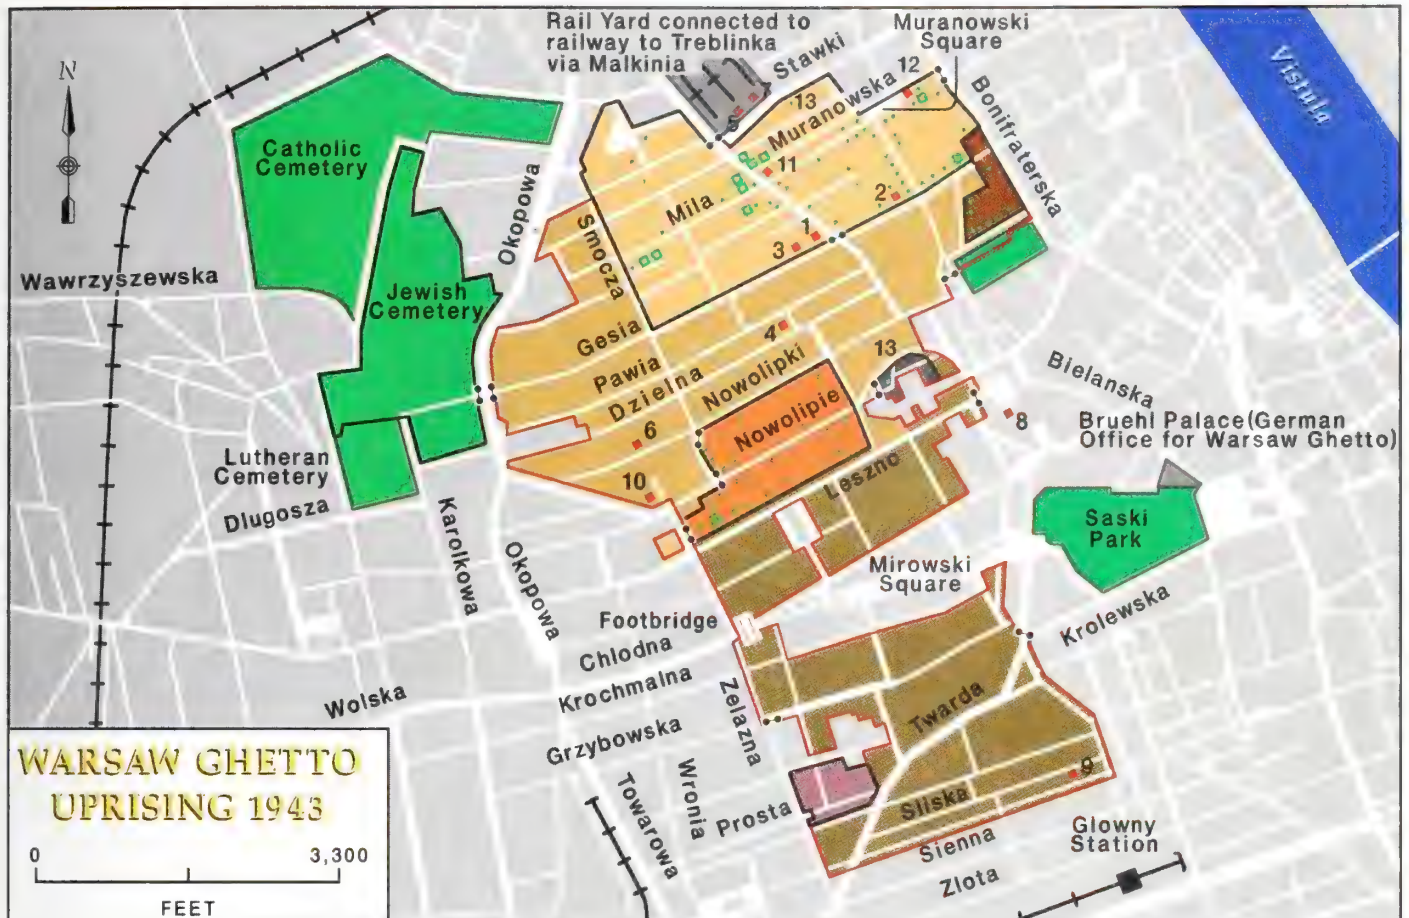 Rail Yard connected to
railway to Treblinka
via Malkinia
Muranowski
Square
N
Stawki
12
Vistula
13
Muranowska
Bonifraterska
Catholic
Cemetery
Okopowa
5
11
Mila
2
Smocza
1
3
Wawrzyszewska
Jewish
Cemetery
Gesia
4
Pawia
Dzielna
Nowolipki
13
Bielanska
Nowolipie
8
Bruehl Palace(German
Office for Warsaw Ghetto)
6
Lutheran
Cemetery
Leszno
10
Dlugosza
Karolkowa
Okopowa
Saski
Park
Mirowski
Square
Footbridge
Chlodna
Krolewska
Krochmalna
Wolska
Zelazna
Twarda
Grzybowska
WARSAW GHETTO
UPRISING 1943
Towarowa
Wronia
Prosta
9
Sliska
Sienna
Glowny
Station
Zlota
0 3,300
FEET